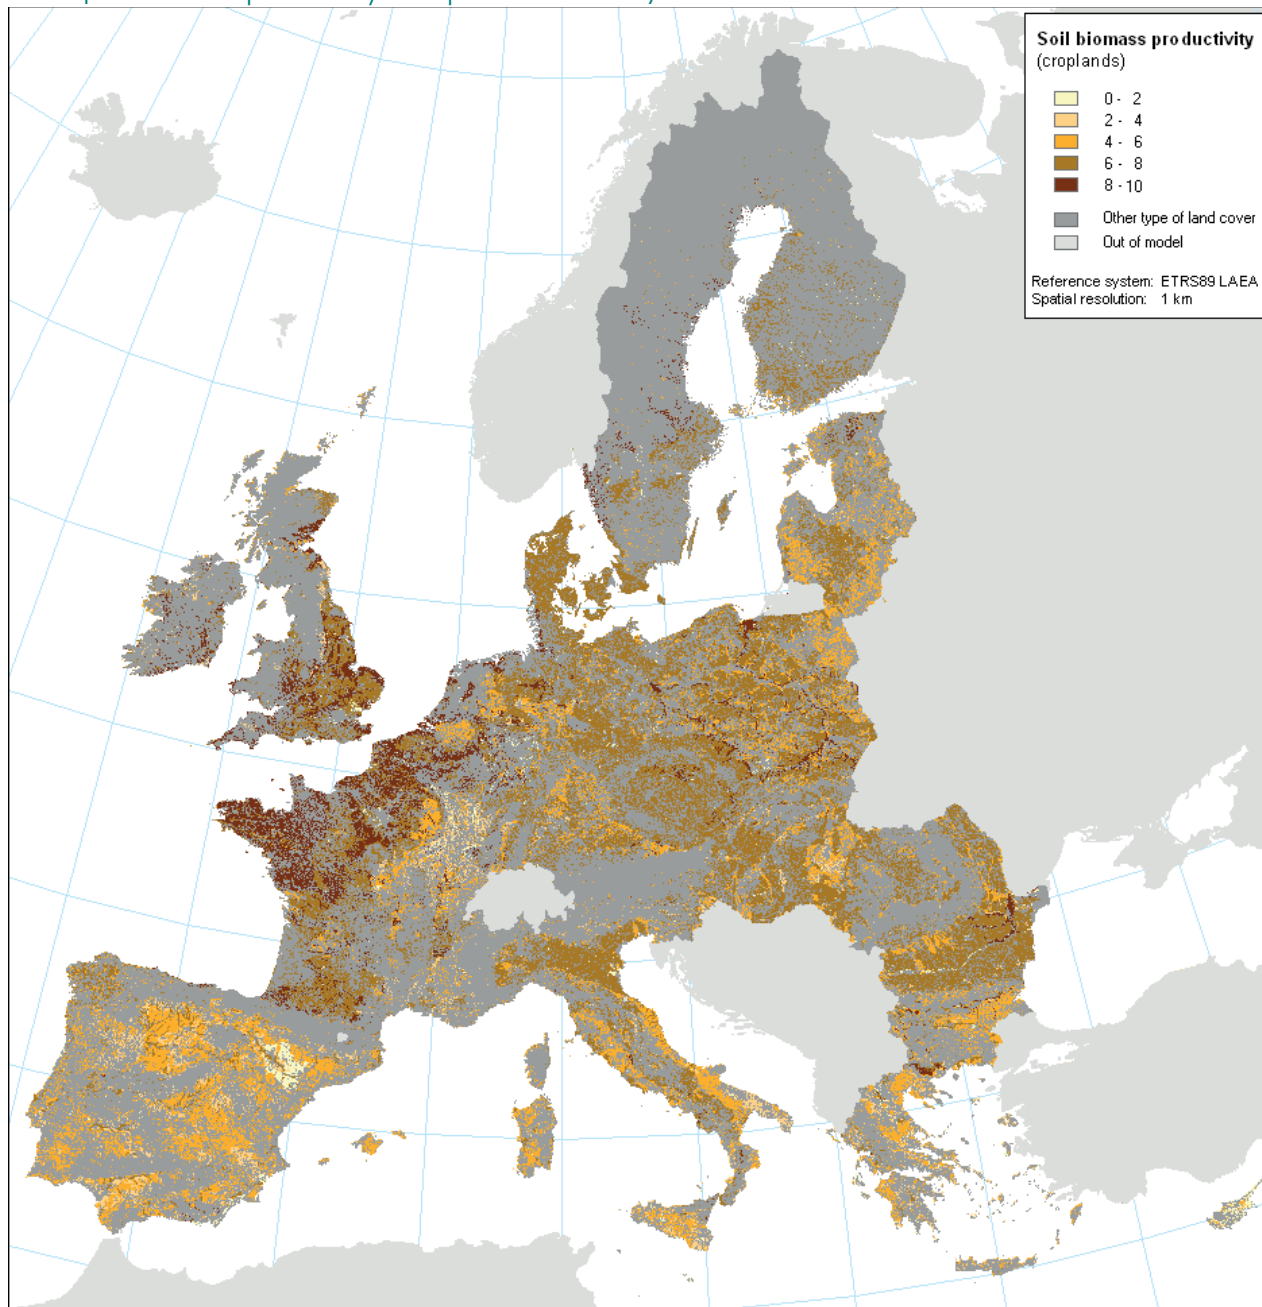 Soil biomass productivity
(croplands)
0 - 2
2 - 4
4 - 6
6 - 8
8 - 10
Other type of land cover
Out of model
Reference system: ETRS89 LAEA
Spatial resolution: 1 km